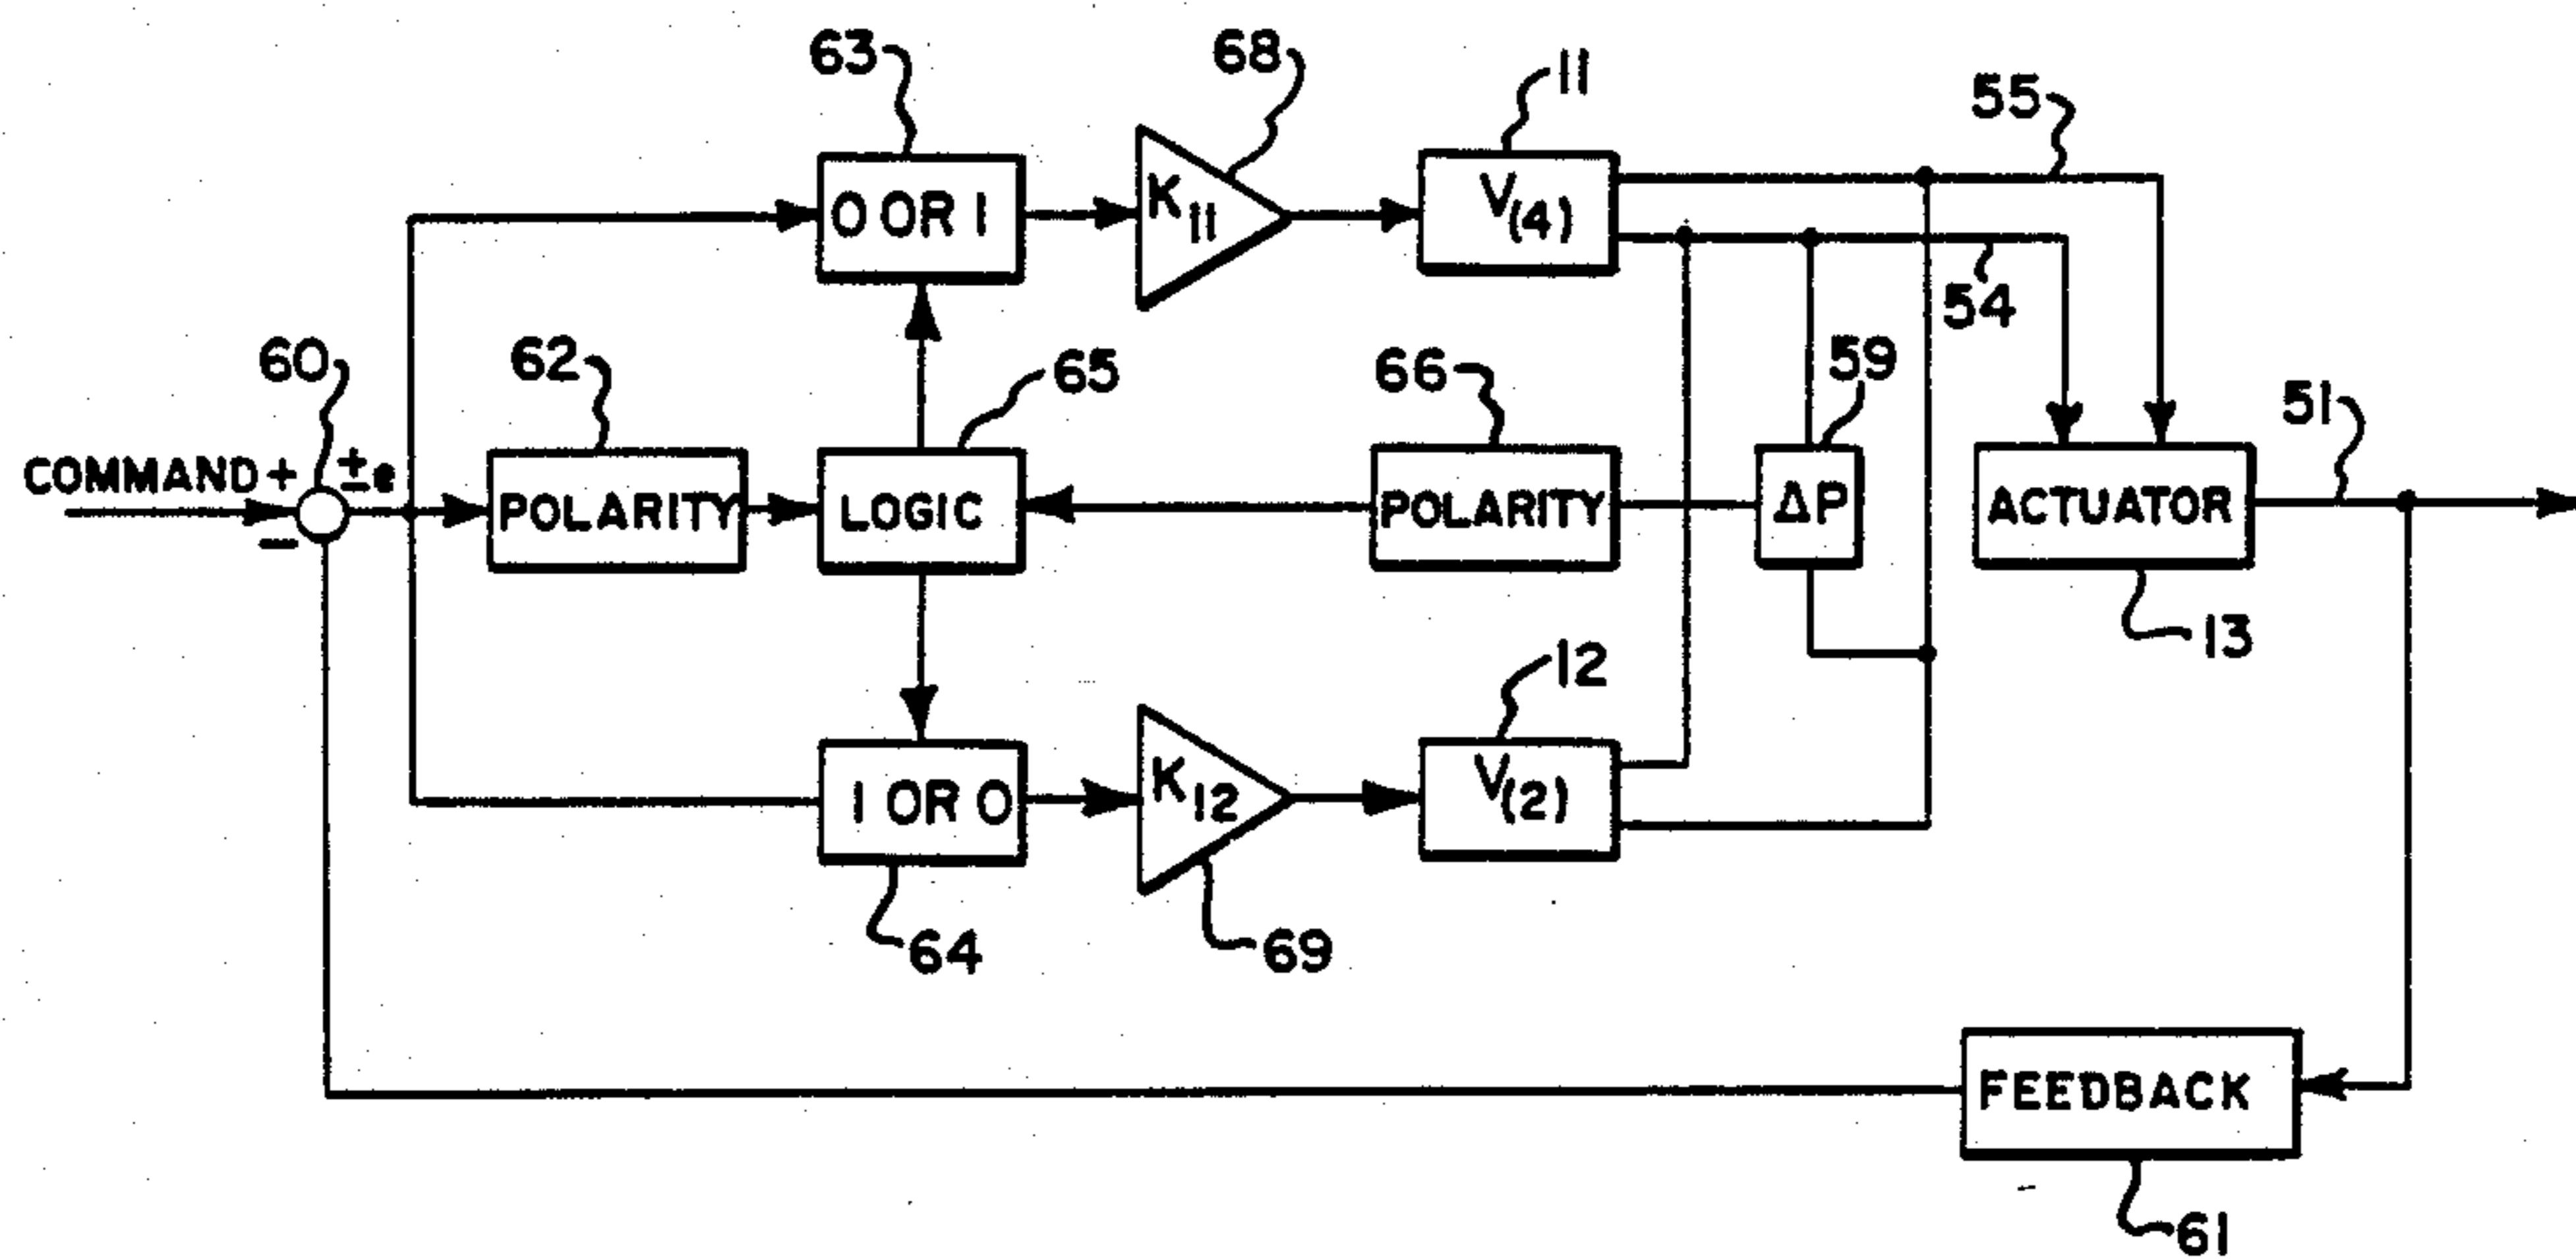 63
68
11
55
0 OR 1
K11
V(4)
54
60
62
65
66
59
51
COMMAND + ± e
−
POLARITY
LOGIC
POLARITY
ΔP
ACTUATOR
13
12
1 OR 0
K12
V(2)
64
69
FEEDBACK
61